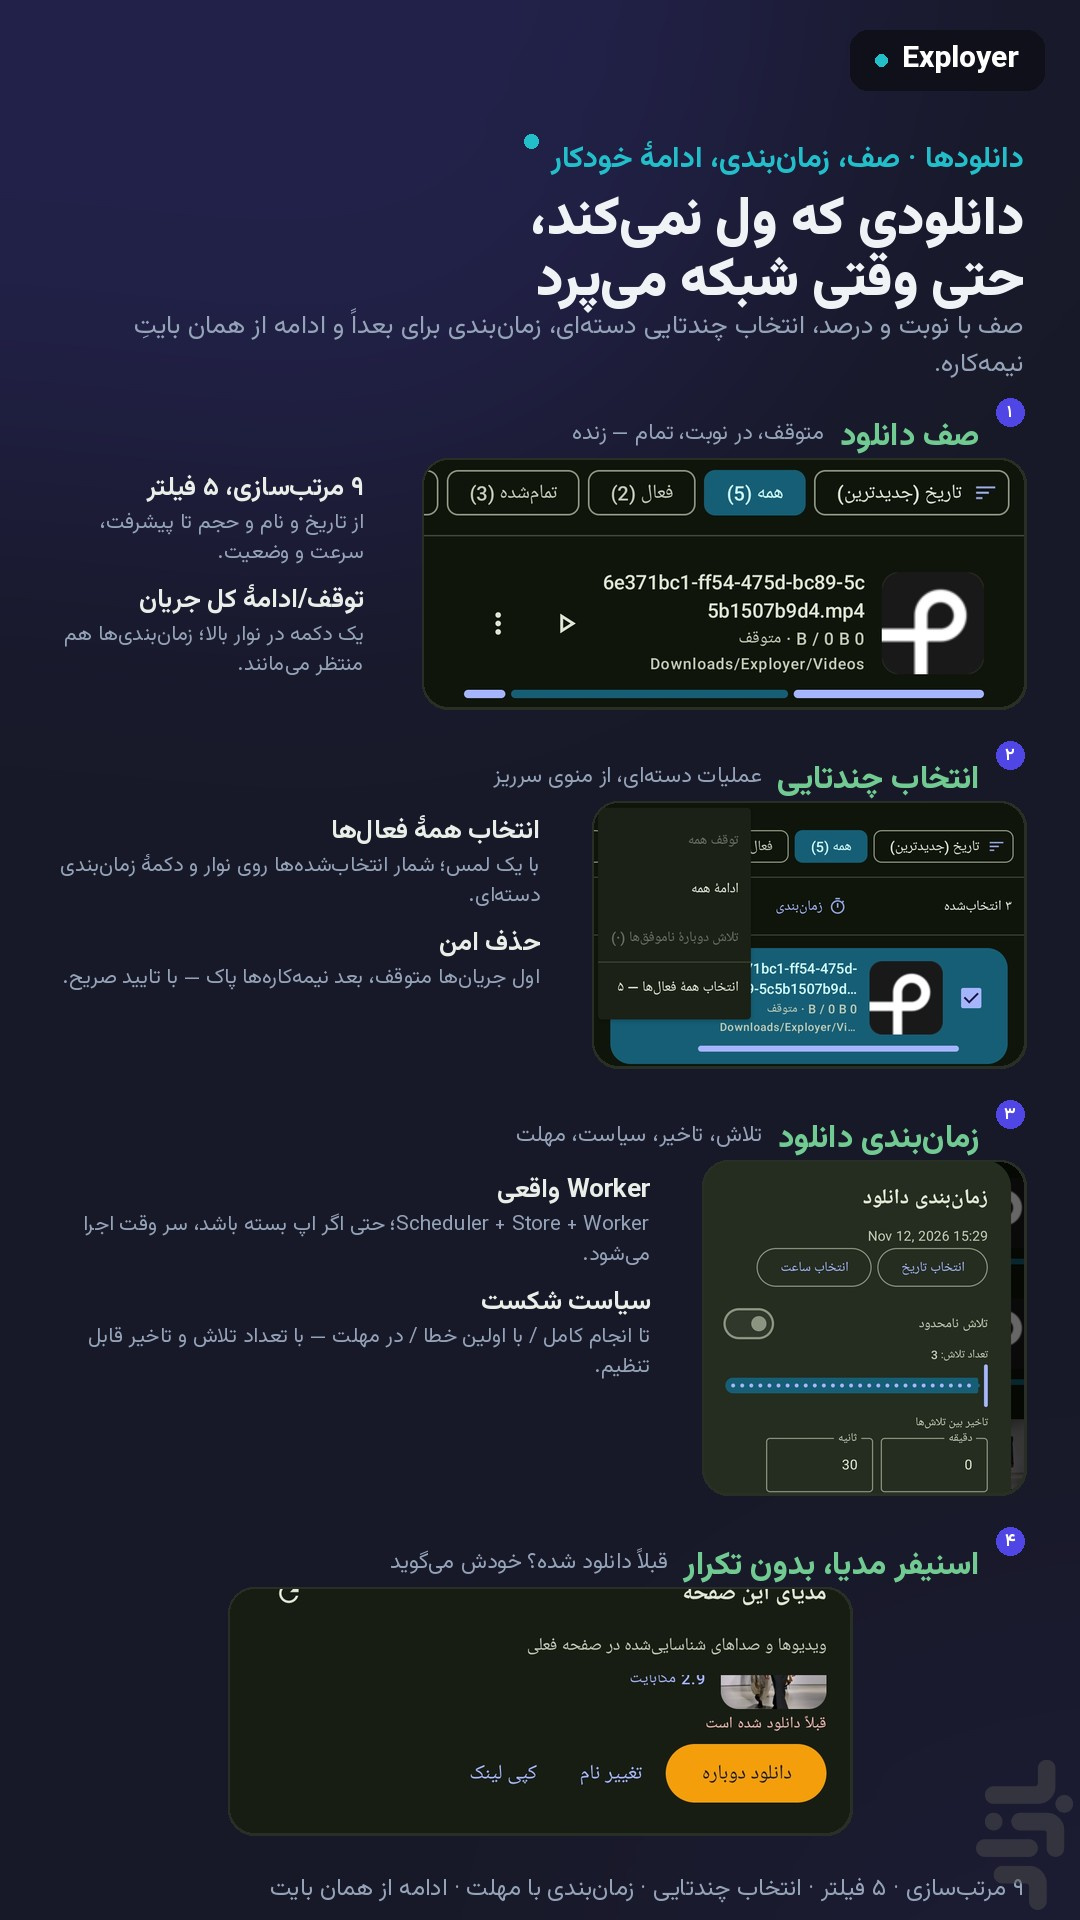 Exployer
دانلودها · صف، زمان‌بندی، ادامهٔ خودکار
دانلودی که ول نمی‌کند،
حتی وقتی شبکه می‌پرد
صف با نوبت و درصد، انتخاب چندتایی دسته‌ای، زمان‌بندی برای بعداً و ادامه از همان بایتِ
نیمه‌کاره.
۱
صف دانلود متوقف، در نوبت، تمام — زنده
تاریخ (جدیدترین) همه (5) فعال (2) تمام‌شده (3)
6e371bc1-ff54-475d-bc89-5c
5b1507b9d4.mp4
0 B / 0 B · متوقف
Downloads/Exployer/Videos
۹ مرتب‌سازی، ۵ فیلتر
از تاریخ و نام و حجم تا پیشرفت،
سرعت و وضعیت.
توقف/ادامهٔ کل جریان
یک دکمه در نوار بالا؛ زمان‌بندی‌ها هم
منتظر می‌مانند.
۲
انتخاب چندتایی عملیات دسته‌ای، از منوی سرریز
تاریخ (جدیدترین) همه (5) فعال
۳ انتخاب‌شده زمان‌بندی
توقف همه
ادامهٔ همه
تلاش دوبارهٔ ناموفق‌ها (۰)
انتخاب همهٔ فعال‌ها — ۵
71bc1-ff54-475d-
9-5c5b1507b9d...
0 B / 0 B · متوقف
Downloads/Exployer/Vi...
انتخاب همهٔ فعال‌ها
با یک لمس؛ شمار انتخاب‌شده‌ها روی نوار و دکمهٔ زمان‌بندی
دسته‌ای.
حذف امن
اول جریان‌ها متوقف، بعد نیمه‌کاره‌ها پاک — با تایید صریح.
۳
زمان‌بندی دانلود تلاش، تاخیر، سیاست، مهلت
زمان‌بندی دانلود
Nov 12, 2026 15:29
انتخاب تاریخ انتخاب ساعت
تلاش نامحدود
تعداد تلاش: 3
تاخیر بین تلاش‌ها
دقیقه ثانیه
0 30
Worker واقعی
Scheduler + Store + Worker؛ حتی اگر اپ بسته باشد، سر وقت اجرا
می‌شود.
سیاست شکست
تا انجام کامل / با اولین خطا / در مهلت — با تعداد تلاش و تاخیر قابل
تنظیم.
۴
اسنیفر مدیا، بدون تکرار قبلاً دانلود شده؟ خودش می‌گوید
مدیای این صفحه
ویدیوها و صداهای شناسایی‌شده در صفحه فعلی
2.9 مگابایت
قبلاً دانلود شده است
دانلود دوباره تغییر نام کپی لینک
۹ مرتب‌سازی · ۵ فیلتر · انتخاب چندتایی · زمان‌بندی با مهلت · ادامه از همان بایت
بازار